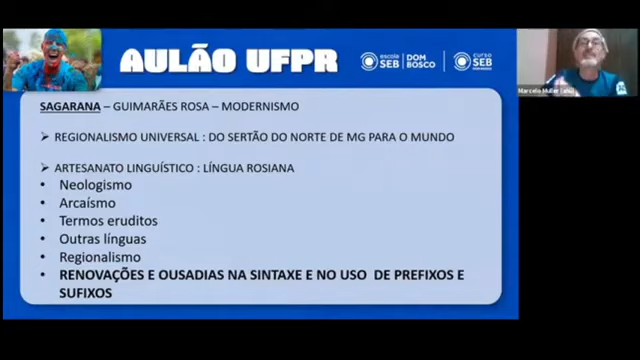 AULÃO UFPR
escola
SEB
DOM
BOSCO
curso
SEB
SAGARANA – GUIMARÃES ROSA – MODERNISMO
➢ REGIONALISMO UNIVERSAL : DO SERTÃO DO NORTE DE MG PARA O MUNDO
➢ ARTESANATO LINGUÍSTICO : LÍNGUA ROSIANA
• Neologismo
• Arcaísmo
• Termos eruditos
• Outras línguas
• Regionalismo
• RENOVAÇÕES E OUSADIAS NA SINTAXE E NO USO DE PREFIXOS E
SUFIXOS
Marcelo Muller